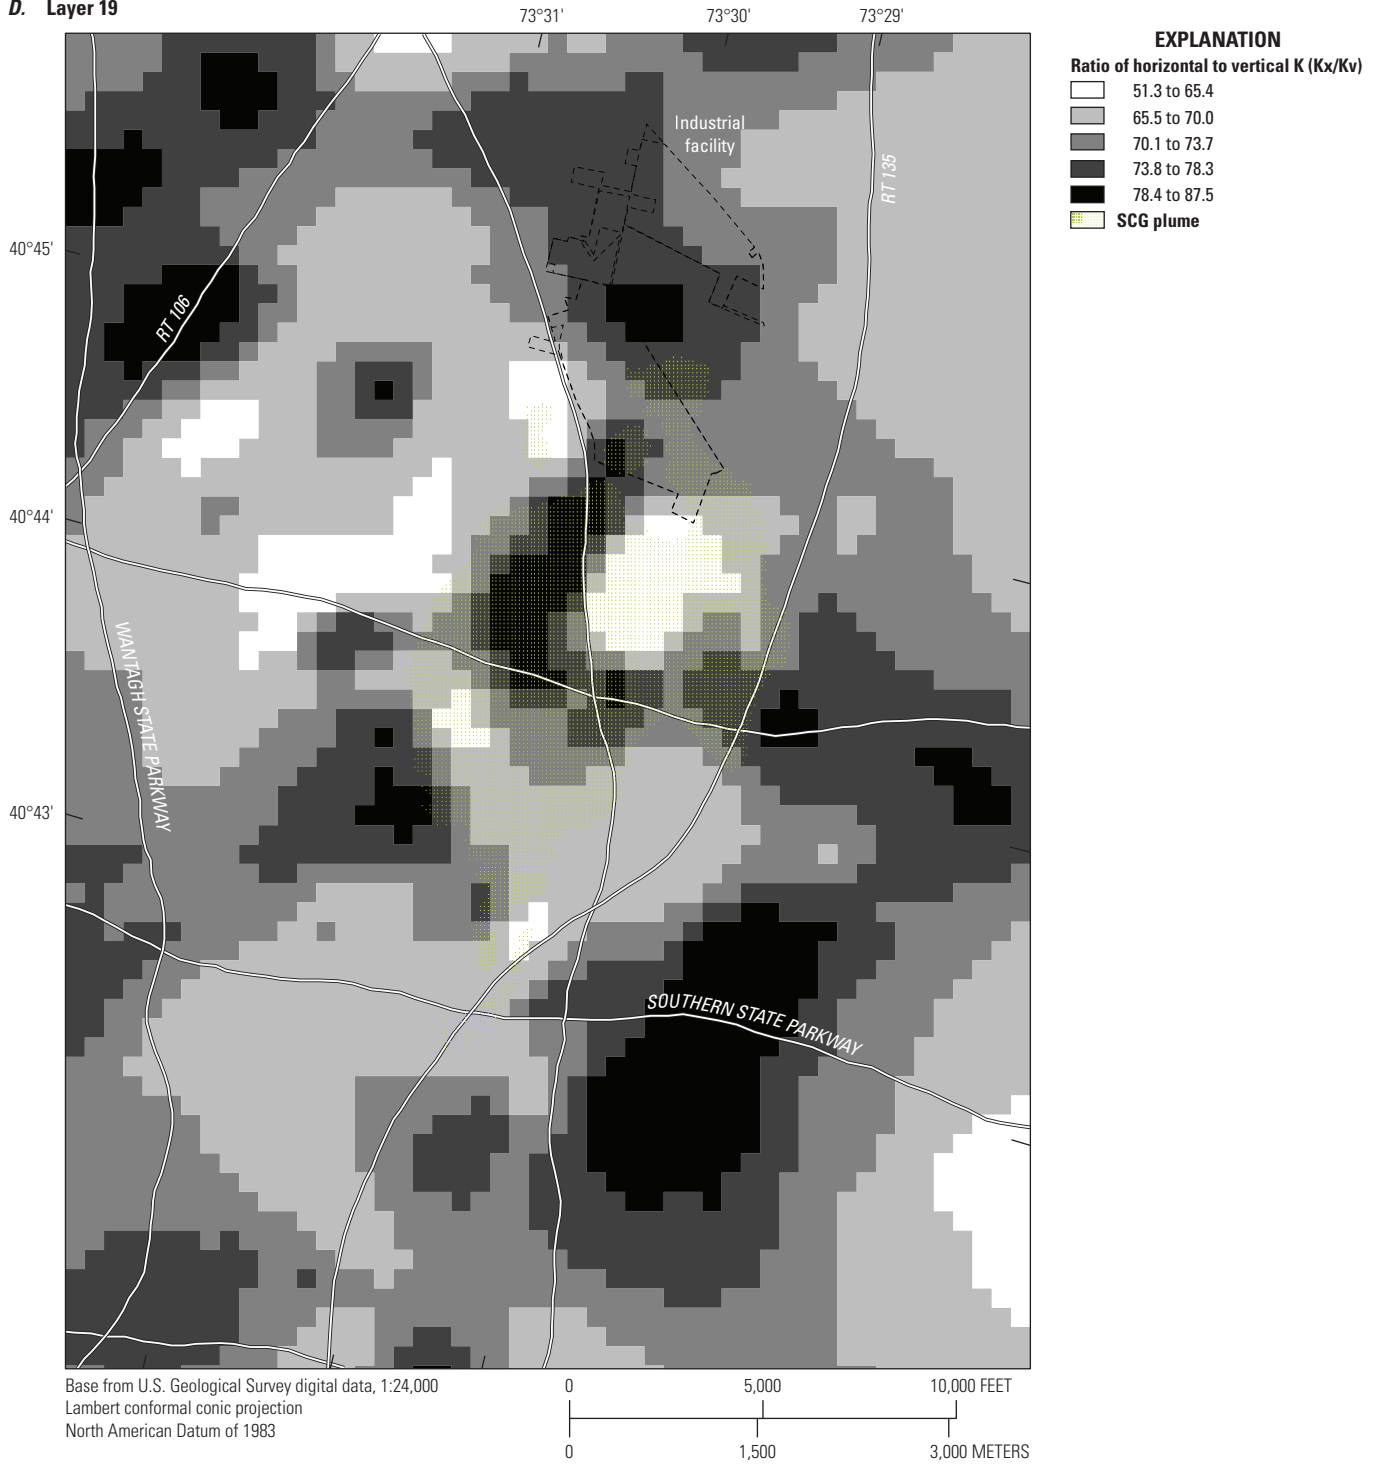 D. Layer 19
73°31' 73°30' 73°29'
EXPLANATION
Ratio of horizontal to vertical K (Kx/Kv)
51.3 to 65.4
65.5 to 70.0
70.1 to 73.7
73.8 to 78.3
78.4 to 87.5
SCG plume
Industrial
facility
RT 135
40°45'
RT 106
40°44'
WANTAGH STATE PARKWAY
40°43'
SOUTHERN STATE PARKWAY
Base from U.S. Geological Survey digital data, 1:24,000
Lambert conformal conic projection
North American Datum of 1983
0 5,000 10,000 FEET
0 1,500 3,000 METERS